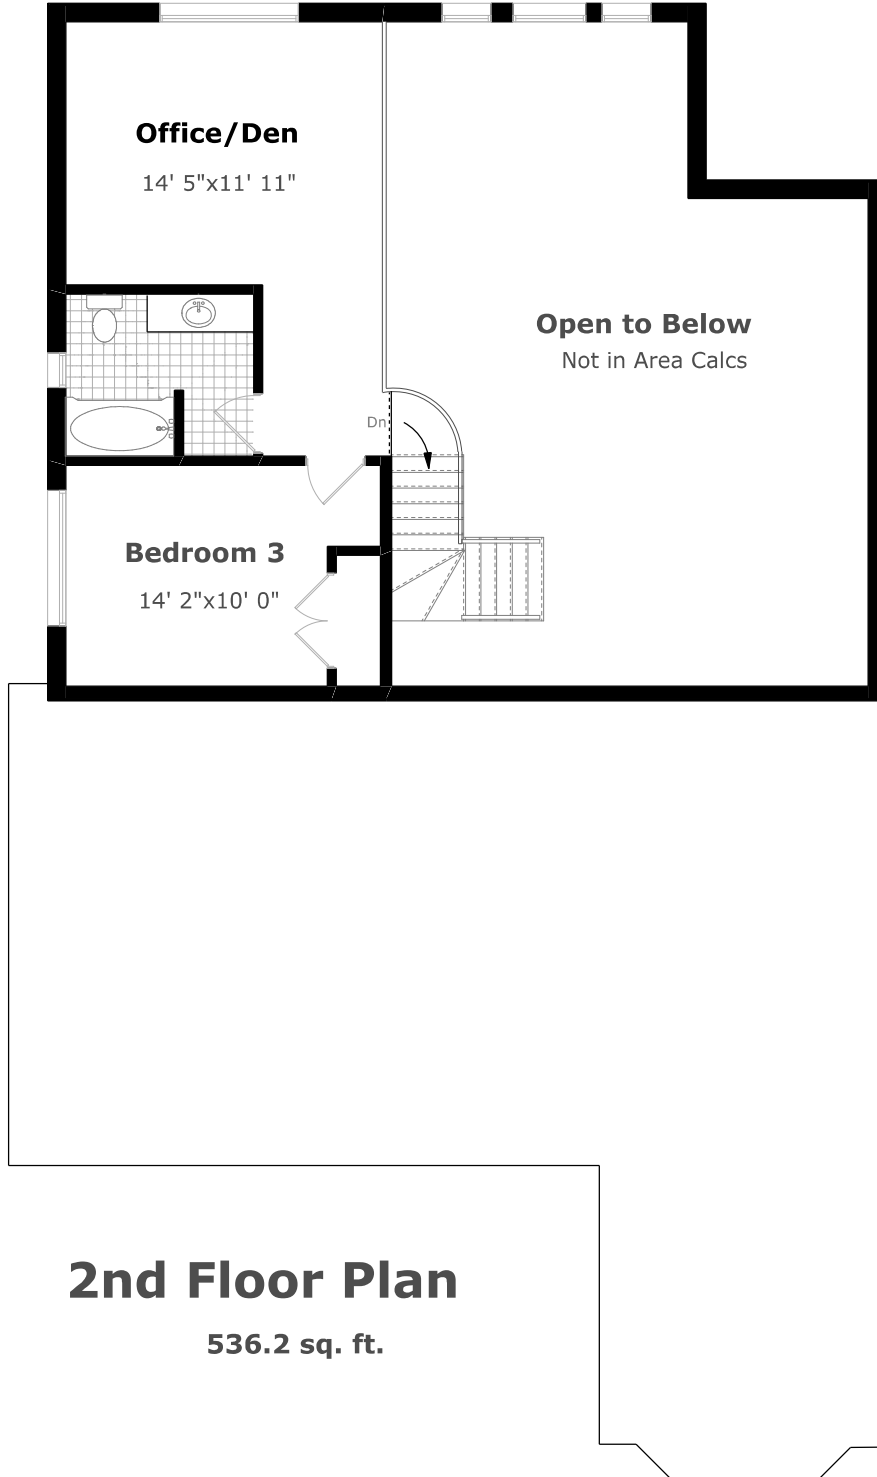 Office/Den
14' 5"x11' 11"
Open to Below
Not in Area Calcs
Dn
Bedroom 3
14' 2"x10' 0"
2nd Floor Plan
536.2 sq. ft.